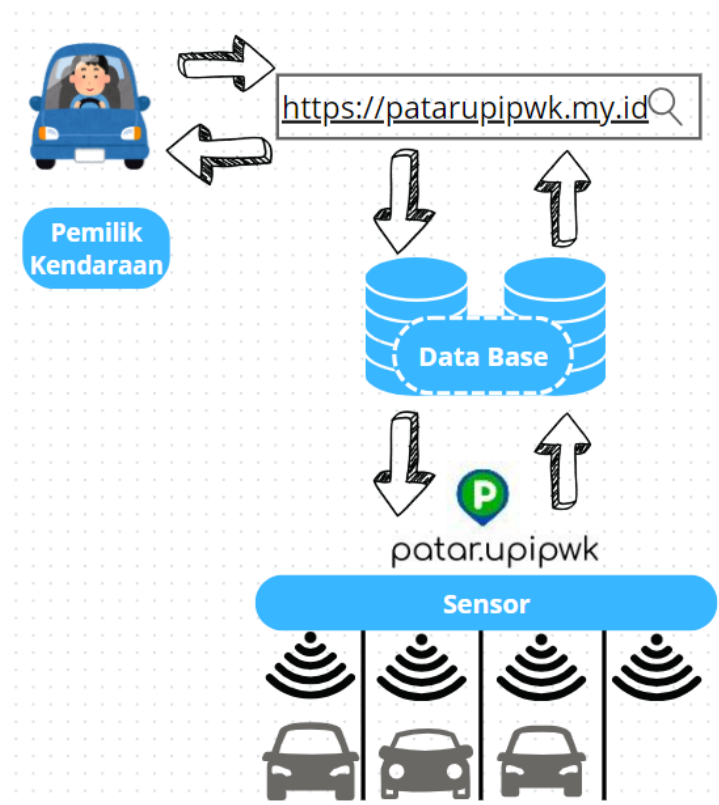 https://patarupipwk.my.id
Pemilik
Kendaraan
Data Base
P
patar.upipwk
Sensor